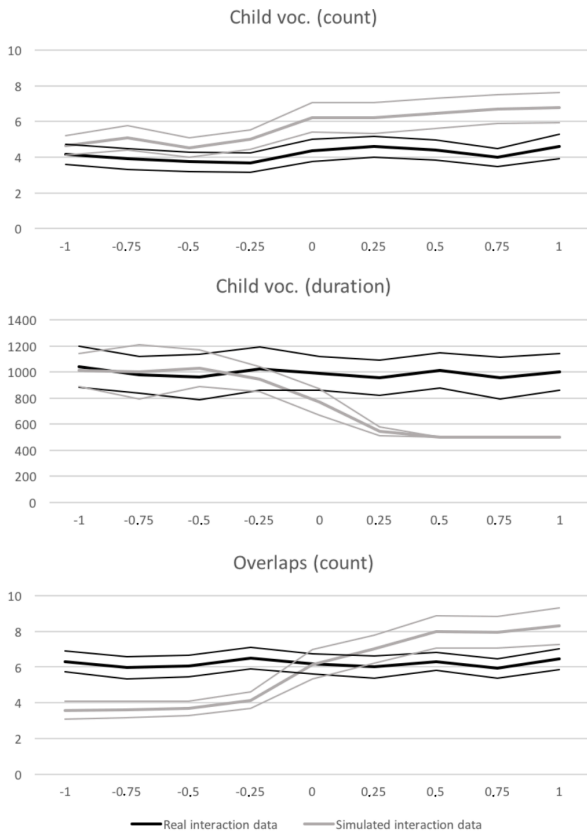 Child voc. (count)
10
8
6
4
2
0
-1 -0.75 -0.5 -0.25 0 0.25 0.5 0.75 1
Child voc. (duration)
1400
1200
1000
800
600
400
200
0
-1 -0.75 -0.5 -0.25 0 0.25 0.5 0.75 1
Overlaps (count)
10
8
6
4
2
0
-1 -0.75 -0.5 -0.25 0 0.25 0.5 0.75 1
Real interaction data Simulated interaction data